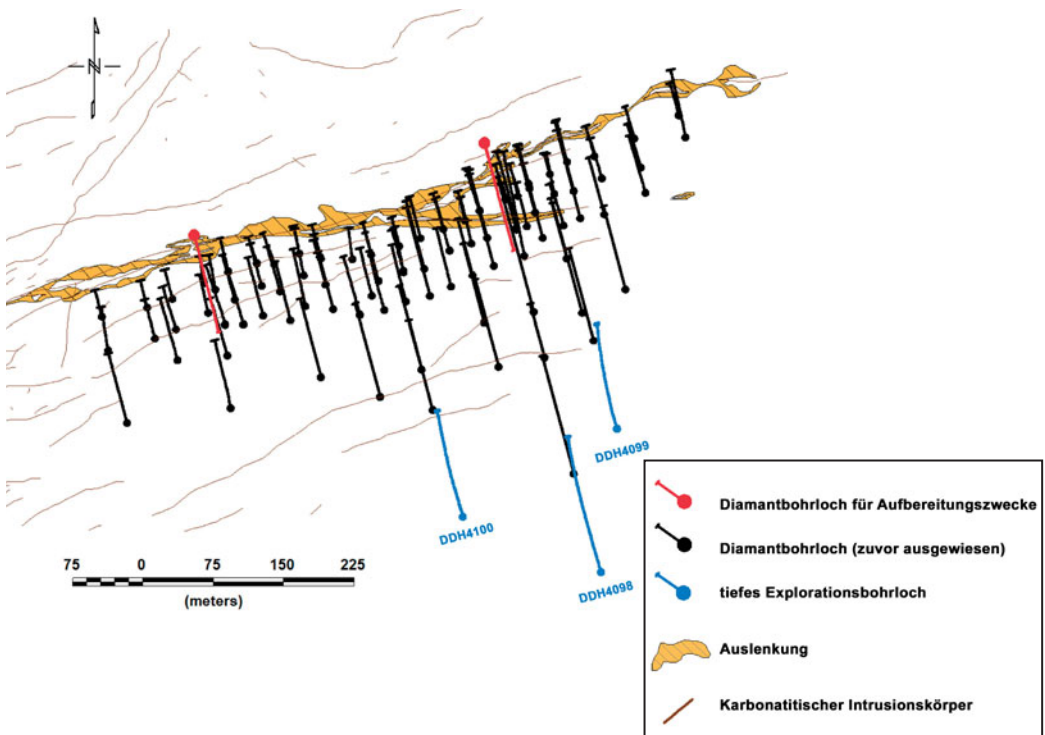 N
DDH4099
DDH4100
DDH4098
75 0 75 150 225
(meters)
Diamantbohrloch für Aufbereitungszwecke
Diamantbohrloch (zuvor ausgewiesen)
tiefes Explorationsbohrloch
Auslenkung
Karbonatitischer Intrusionskörper